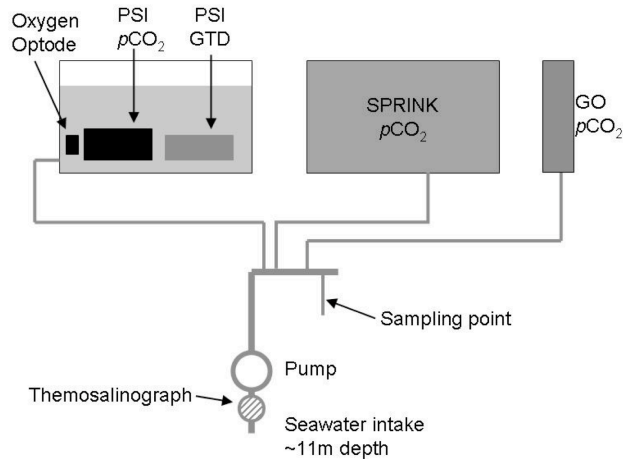 Oxygen
Optode
PSI
pCO₂
PSI
GTD
SPRINK
pCO₂
GO
pCO₂
Sampling point
Pump
Themosalinograph
Seawater intake
~11m depth